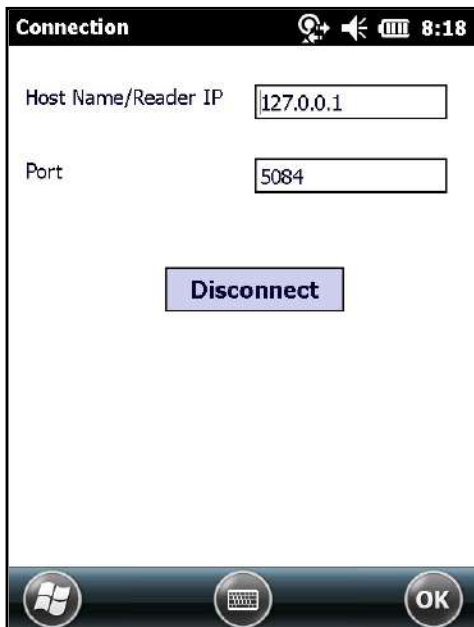 Connection 8:18
Host Name/Reader IP 127.0.0.1
Port 5084
Disconnect
OK